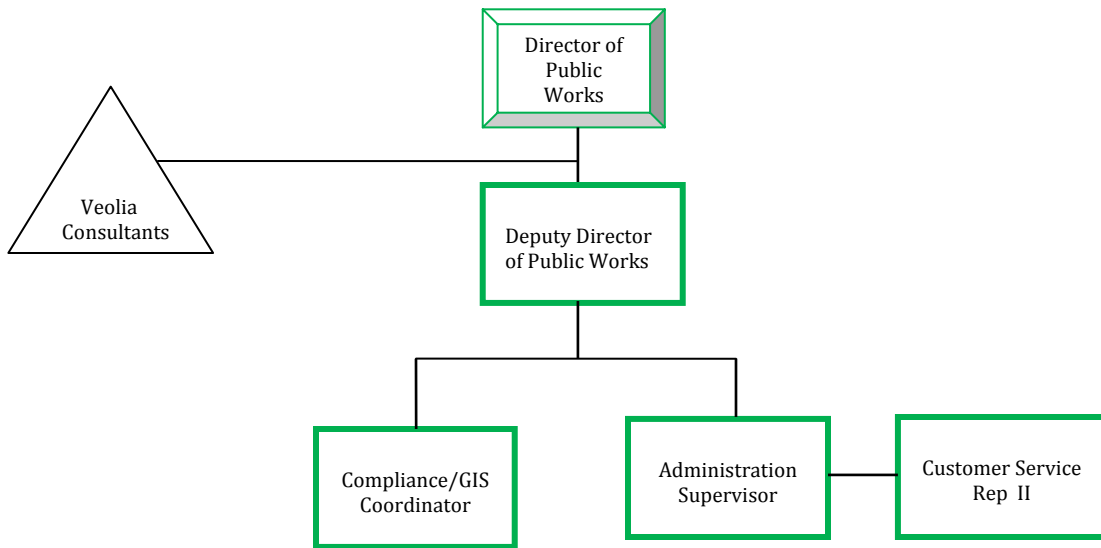 Director of
Public
Works
Veolia
Consultants
Deputy Director
of Public Works
Compliance/GIS
Coordinator
Administration
Supervisor
Customer Service
Rep II